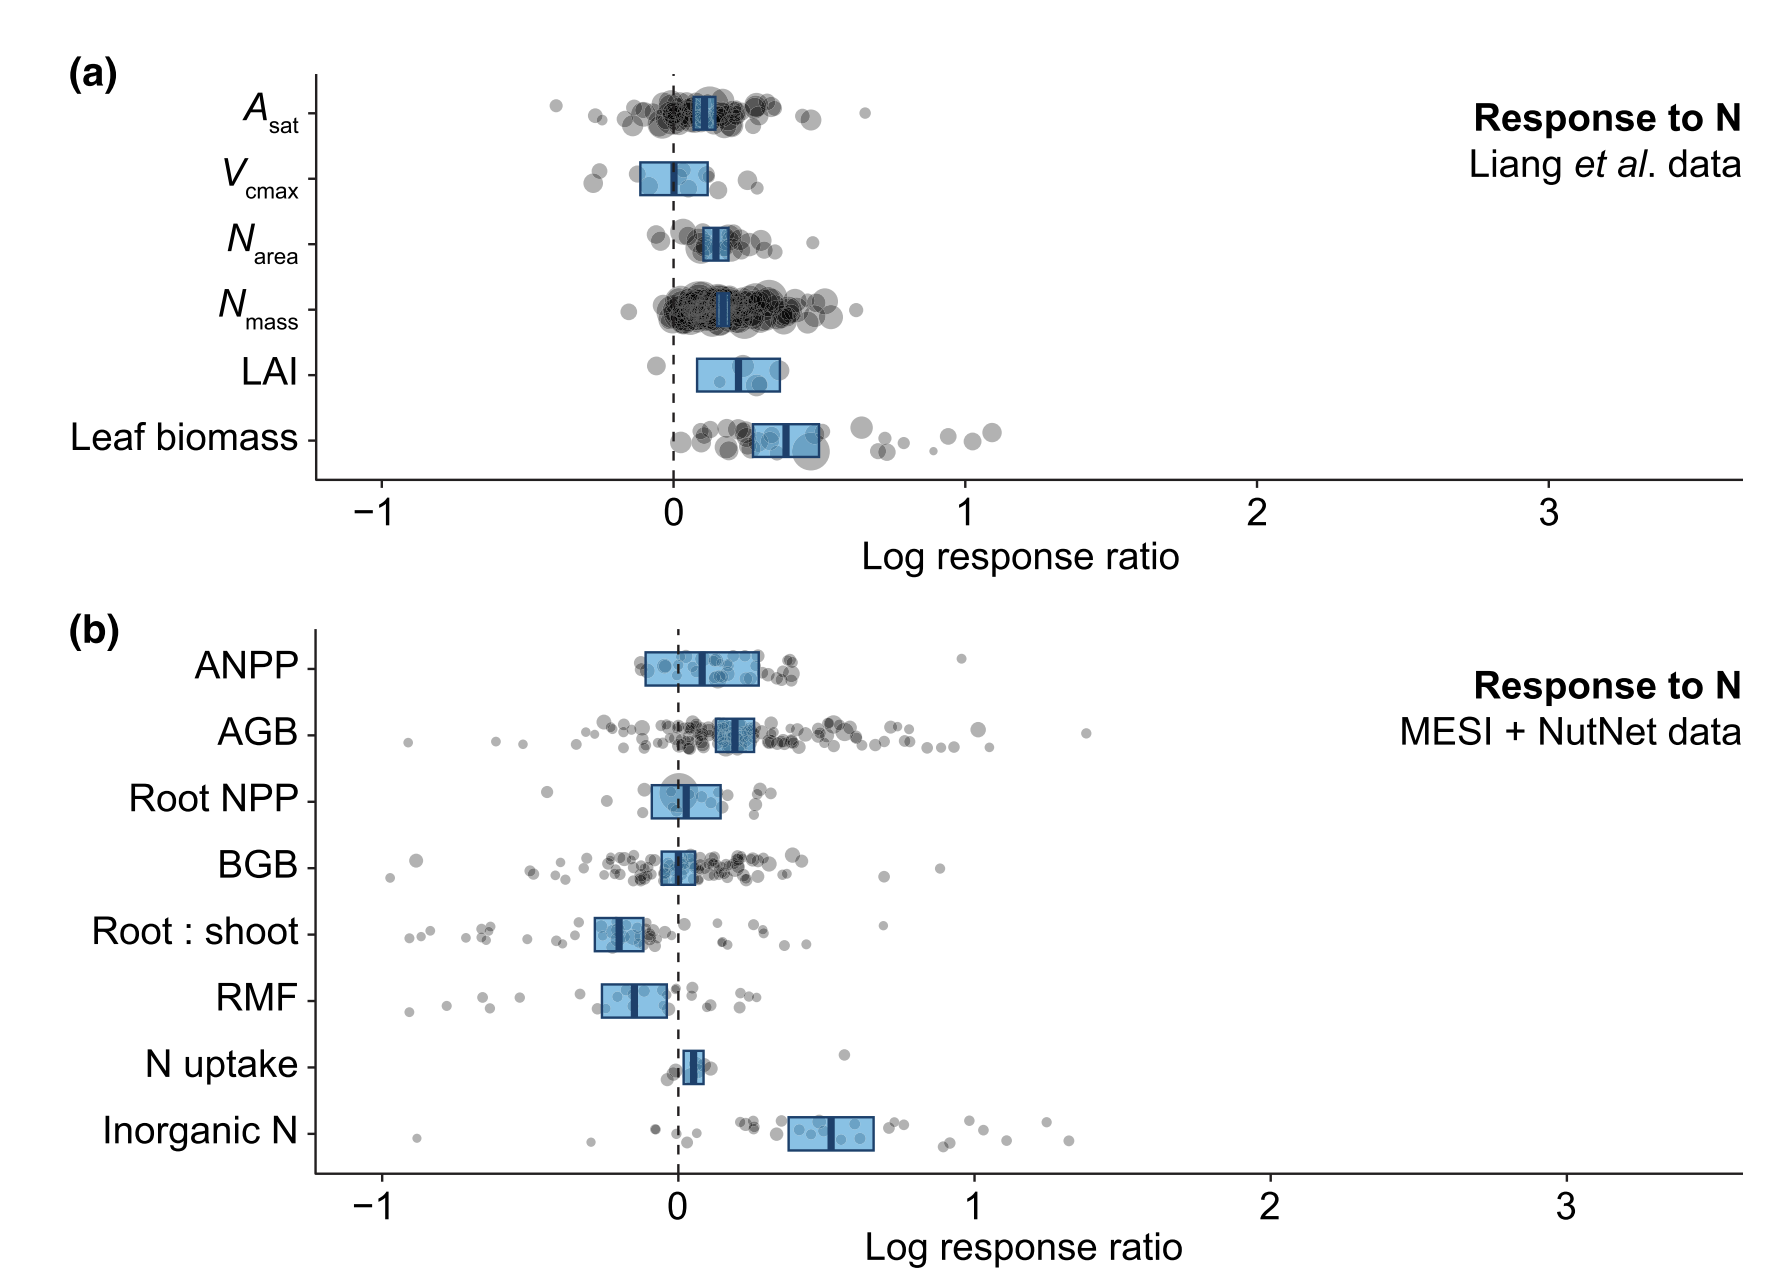 (a)
Asat
Vcmax
Narea
Nmass
LAI
Leaf biomass
Response to N
Liang et al. data
−1 0 1 2 3
Log response ratio
(b)
ANPP
AGB
Root NPP
BGB
Root : shoot
RMF
N uptake
Inorganic N
Response to N
MESI + NutNet data
−1 0 1 2 3
Log response ratio